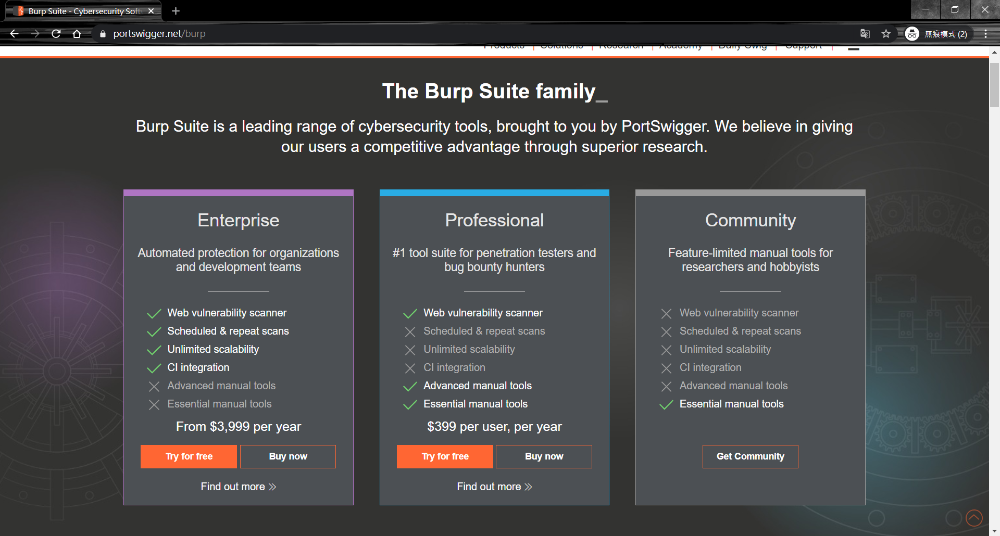 Burp Suite - Cybersecurity Soft
portswigger.net/burp
無痕模式 (2)
Products
Solutions
Research
Academy
Daily Swig
Support
The Burp Suite family_
Burp Suite is a leading range of cybersecurity tools, brought to you by PortSwigger. We believe in giving
our users a competitive advantage through superior research.
Enterprise
Automated protection for organizations
and development teams
Web vulnerability scanner
Scheduled & repeat scans
Unlimited scalability
CI integration
Advanced manual tools
Essential manual tools
From $3,999 per year
Try for free
Buy now
Find out more
Professional
#1 tool suite for penetration testers and
bug bounty hunters
Web vulnerability scanner
Scheduled & repeat scans
Unlimited scalability
CI integration
Advanced manual tools
Essential manual tools
$399 per user, per year
Try for free
Buy now
Find out more
Community
Feature-limited manual tools for
researchers and hobbyists
Web vulnerability scanner
Scheduled & repeat scans
Unlimited scalability
CI integration
Advanced manual tools
Essential manual tools
Get Community